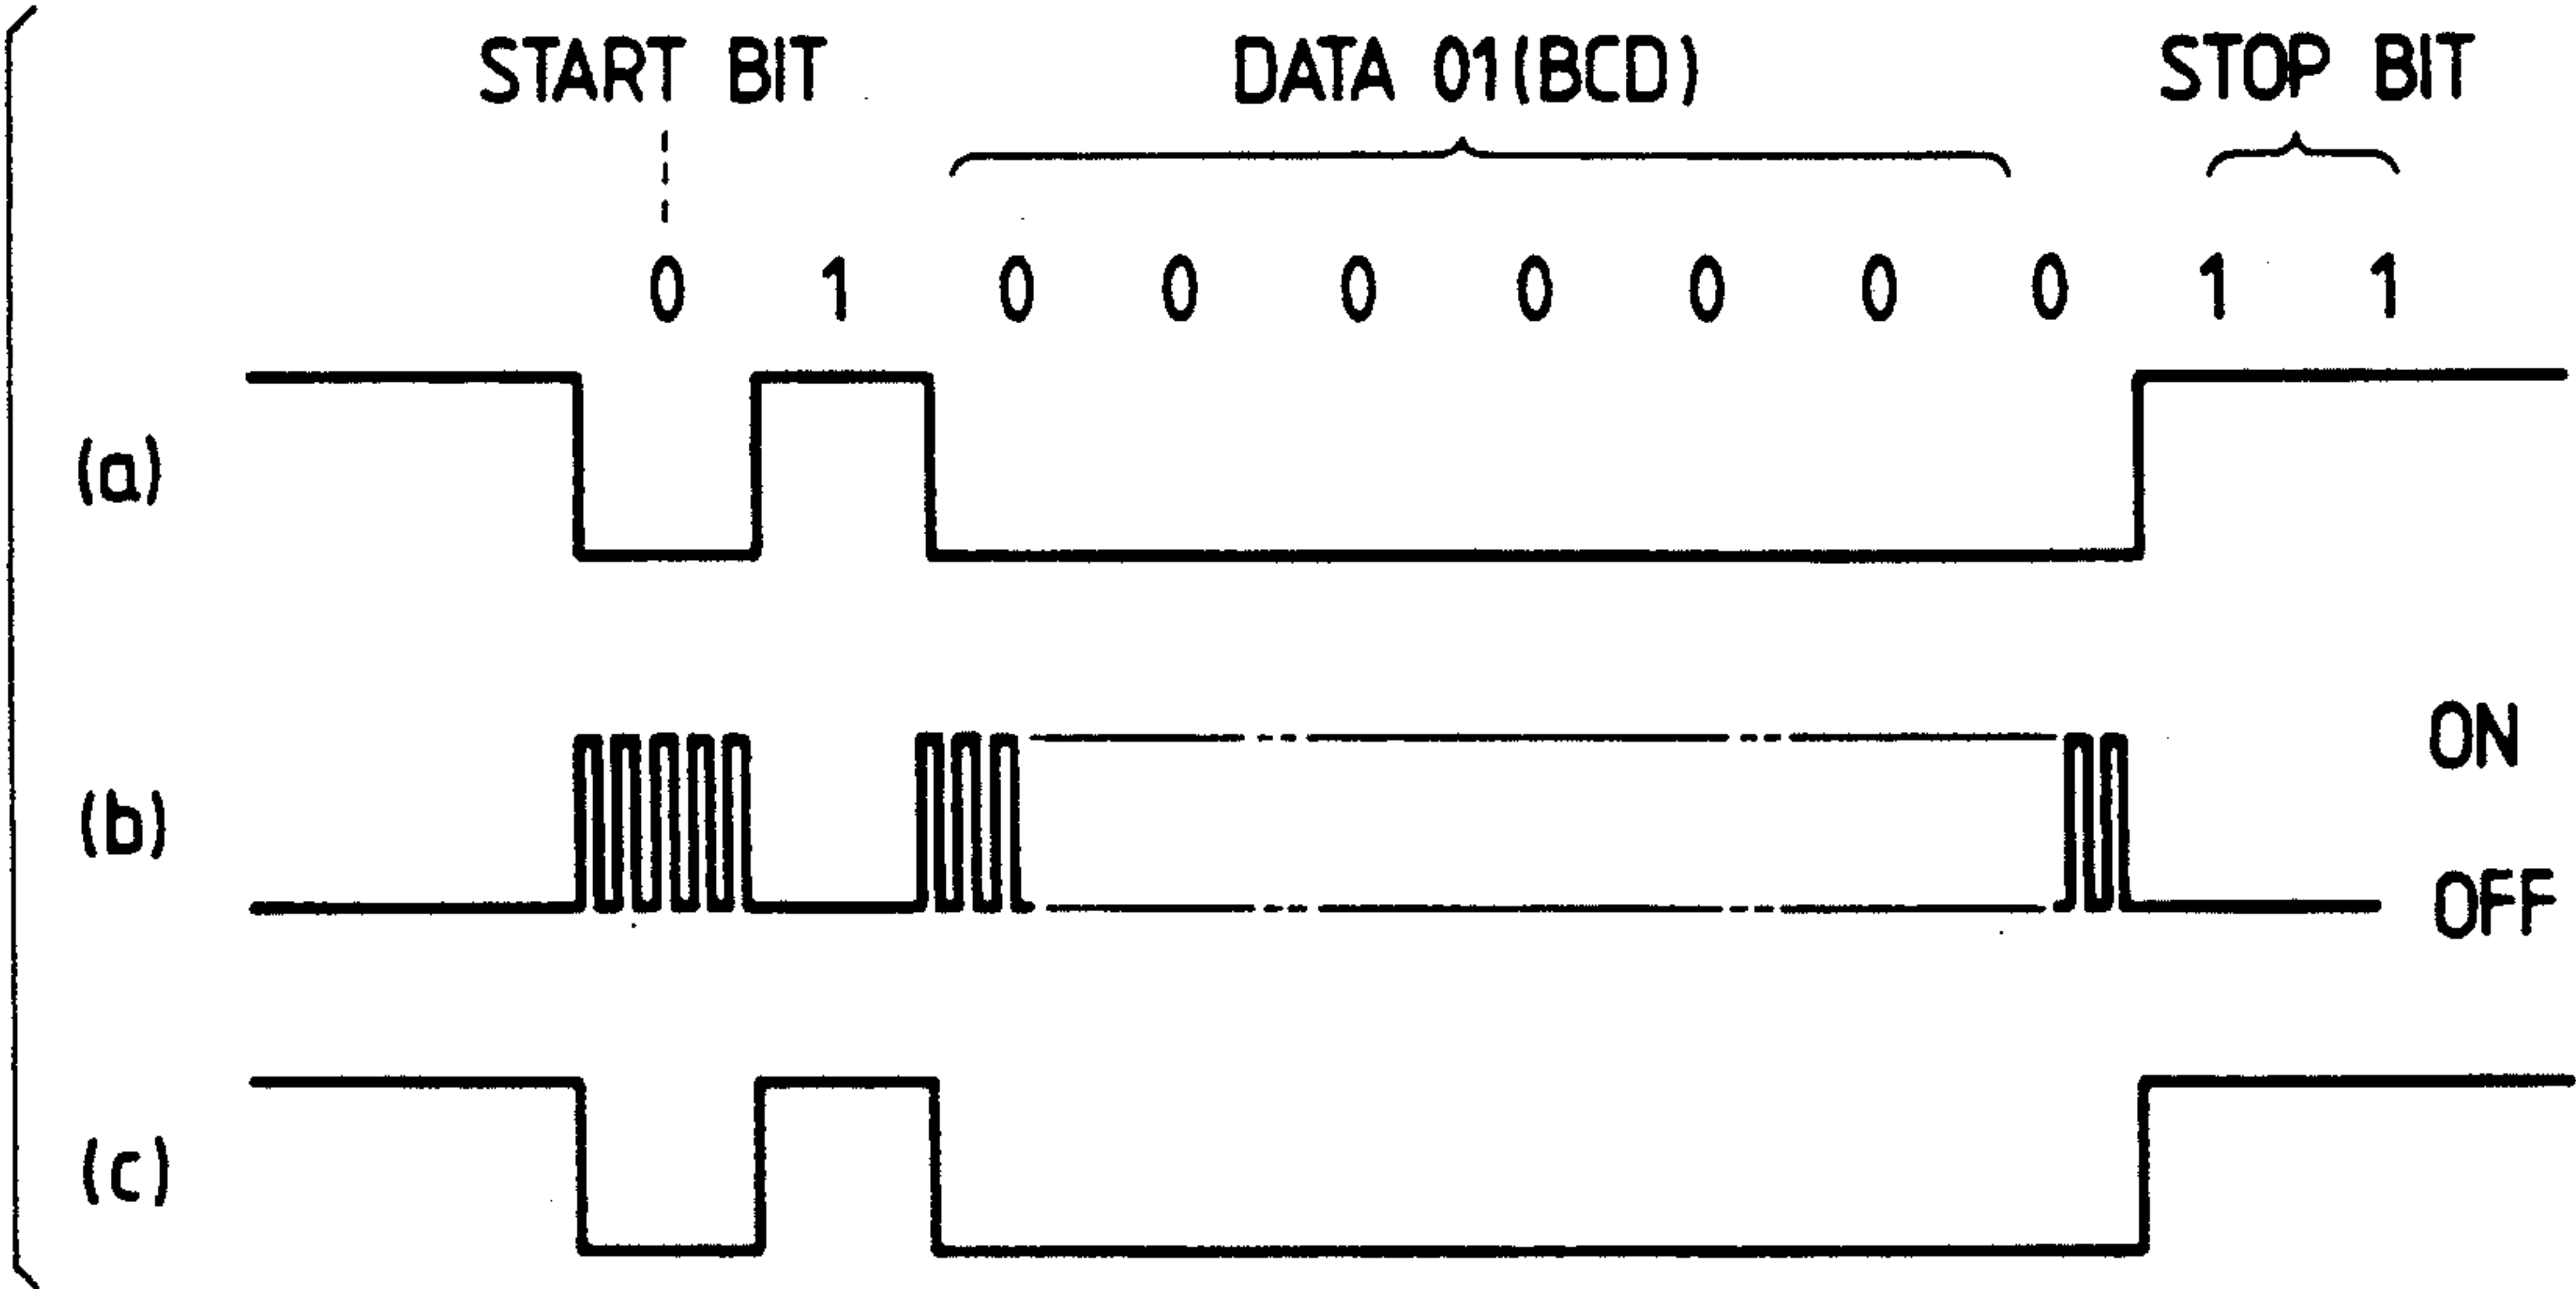 START BIT DATA 01(BCD) STOP BIT
0 1 0 0 0 0 0 0 0 1 1
(a)
(b)
ON
OFF
(c)